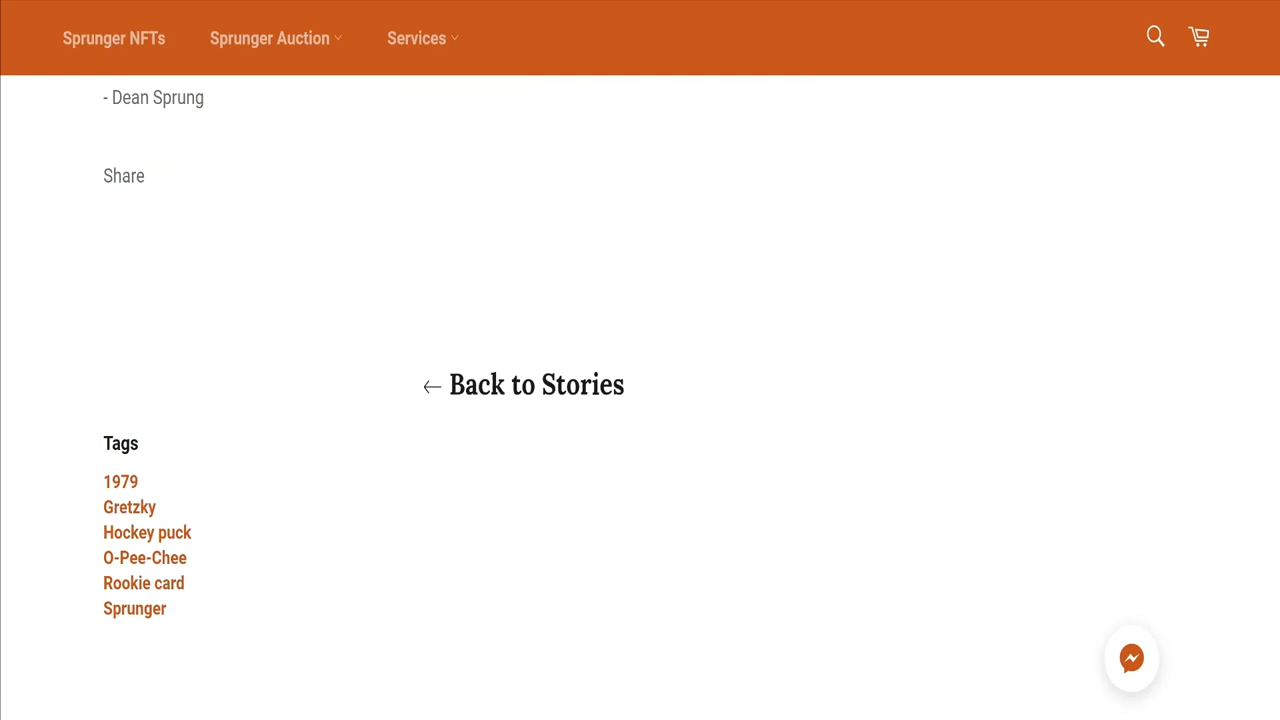 Sprunger NFTs Sprunger Auction Services
- Dean Sprung
Share
← Back to Stories
Tags
1979
Gretzky
Hockey puck
O-Pee-Chee
Rookie card
Sprunger